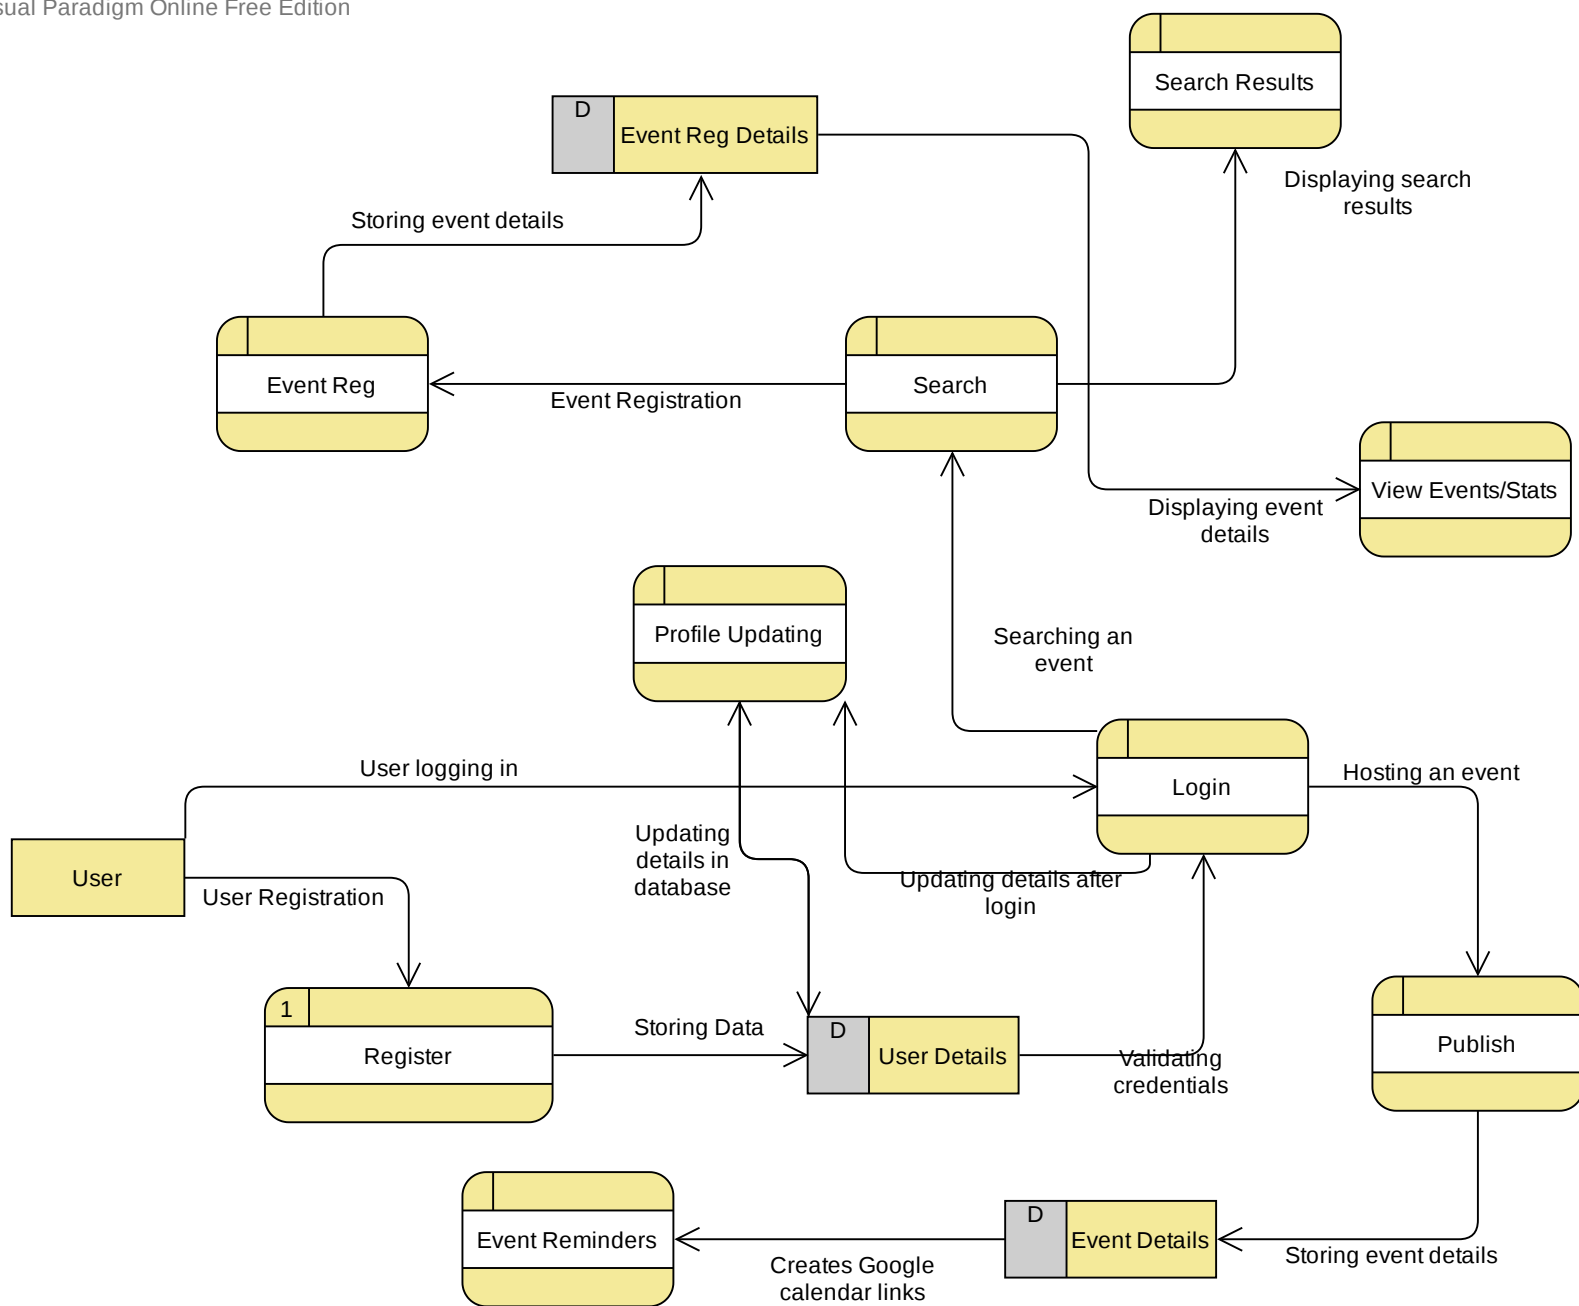 sual Paradigm Online Free Edition
Search Results
D
Event Reg Details
Displaying search
results
Storing event details
Event Reg
Event Registration
Search
View Events/Stats
Displaying event
details
Profile Updating
Searching an
event
User logging in
Login
Hosting an event
Updating
details in
database
User
User Registration
Updating details after
login
1
Register
Storing Data
D
User Details
Validating
credentials
Publish
Event Reminders
Creates Google
calendar links
D
Event Details
Storing event details